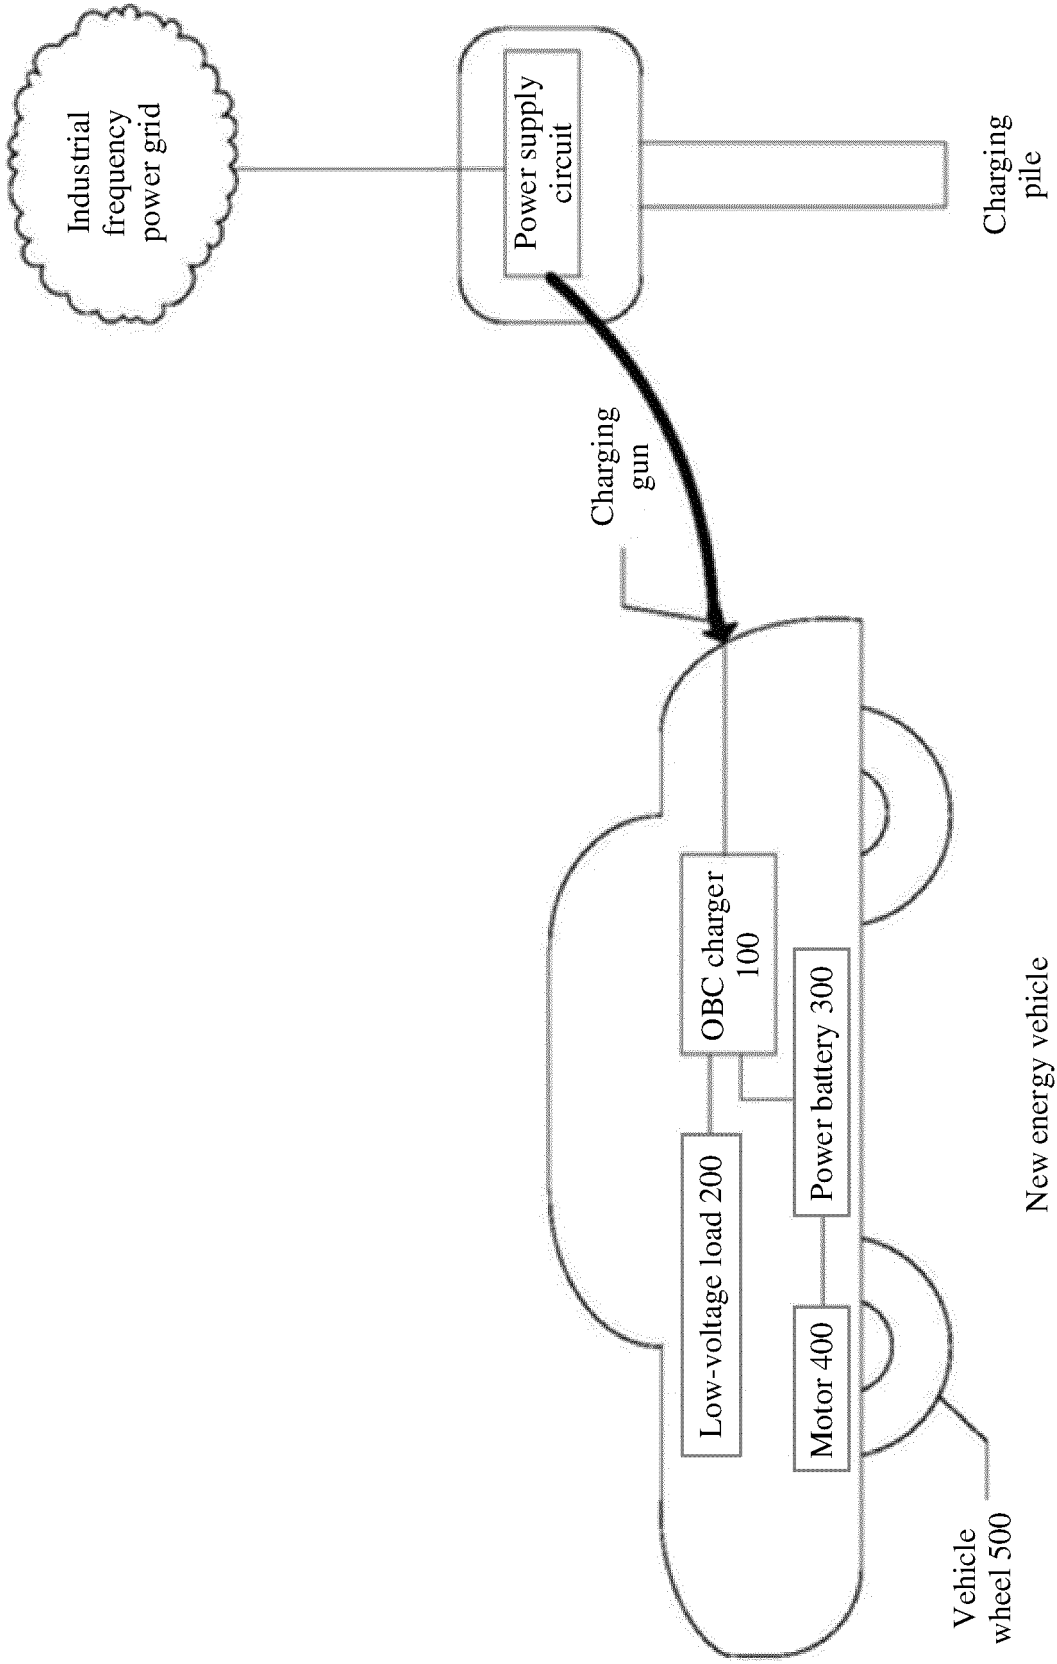 Industrial
frequency
power grid
Power supply
circuit
Charging
pile
Charging
gun
OBC charger
100
Low-voltage load 200
Power battery 300
Motor 400
Vehicle
wheel 500
New energy vehicle